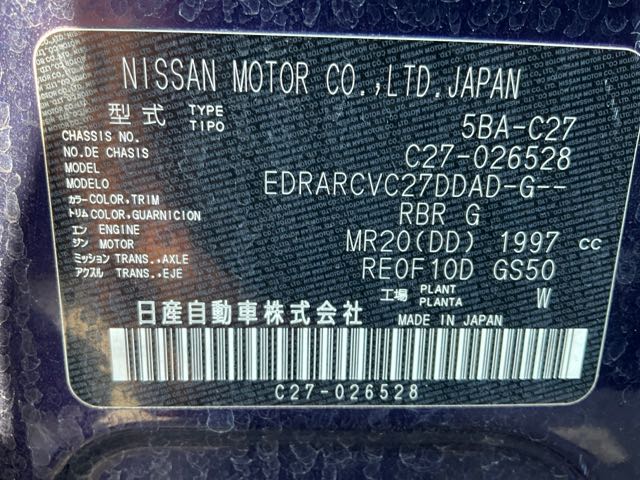 NISSAN MOTOR CO.,LTD.JAPAN
型式 TYPE TIPO 5BA-C27
CHASSIS NO.
NO.DE CHASSIS C27-026528
MODEL
MODELO EDRARCVC27DDAD-G--
カラー COLOR,TRIM
トリム COLOR,GUARNICION RBR G
エン ENGINE
ジン MOTOR MR20(DD) 1997 cc
ミッション TRANS.,AXLE
アクスル TRANS.,EJE RE0F10D GS50
工場 PLANT PLANTA W
日産自動車株式会社 MADE IN JAPAN
C27-026528